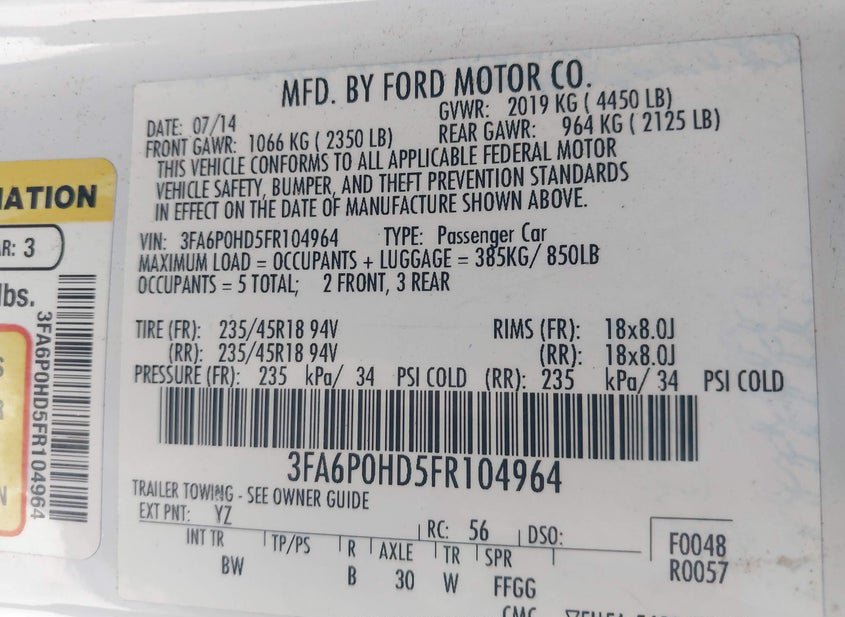 MFD. BY FORD MOTOR CO.
DATE: 07/14 GVWR: 2019 KG ( 4450 LB)
FRONT GAWR: 1066 KG ( 2350 LB) REAR GAWR: 964 KG ( 2125 LB)
THIS VEHICLE CONFORMS TO ALL APPLICABLE FEDERAL MOTOR
VEHICLE SAFETY, BUMPER, AND THEFT PREVENTION STANDARDS
IN EFFECT ON THE DATE OF MANUFACTURE SHOWN ABOVE.
VIN: 3FA6P0HD5FR104964 TYPE: Passenger Car
MAXIMUM LOAD = OCCUPANTS + LUGGAGE = 385KG/ 850LB
OCCUPANTS = 5 TOTAL; 2 FRONT, 3 REAR
TIRE (FR): 235/45R18 94V RIMS (FR): 18x8.0J
(RR): 235/45R18 94V (RR): 18x8.0J
PRESSURE (FR): 235 kPa/ 34 PSI COLD (RR): 235 kPa/ 34 PSI COLD
3FA6P0HD5FR104964
TRAILER TOWING - SEE OWNER GUIDE
EXT PNT: YZ RC: 56 DSO:
INT TR TP/PS R AXLE TR SPR
BW B 30 W FFGG
F0048
R0057
3
lbs.
3FA6P0HD5FR104964